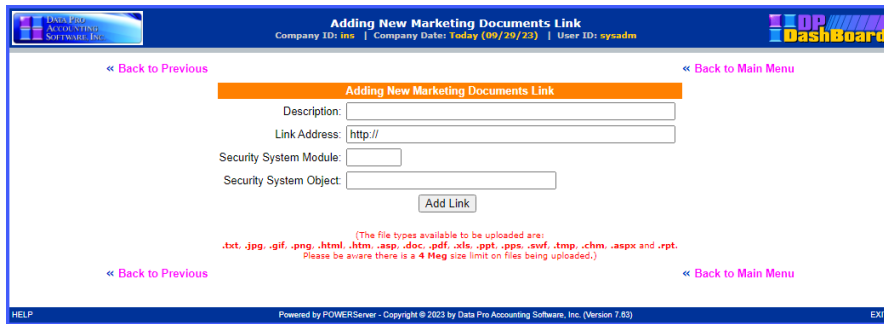 DATA PRO
ACCOUNTING
SOFTWARE, INC.
Adding New Marketing Documents Link
Company ID: ins | Company Date: Today (09/29/23) | User ID: sysadm
DP
DashBoard
« Back to Previous
« Back to Main Menu
Adding New Marketing Documents Link
Description:
Link Address: http://
Security System Module:
Security System Object:
Add Link
(The file types available to be uploaded are:
.txt, .jpg, .gif, .png, .html, .htm, .asp, .doc, .pdf, .xls, .ppt, .pps, .swf, .tmp, .chm, .aspx and .rpt.
Please be aware there is a 4 Meg size limit on files being uploaded.)
« Back to Previous
« Back to Main Menu
HELP
Powered by POWERServer - Copyright © 2023 by Data Pro Accounting Software, Inc. (Version 7.63)
EXI